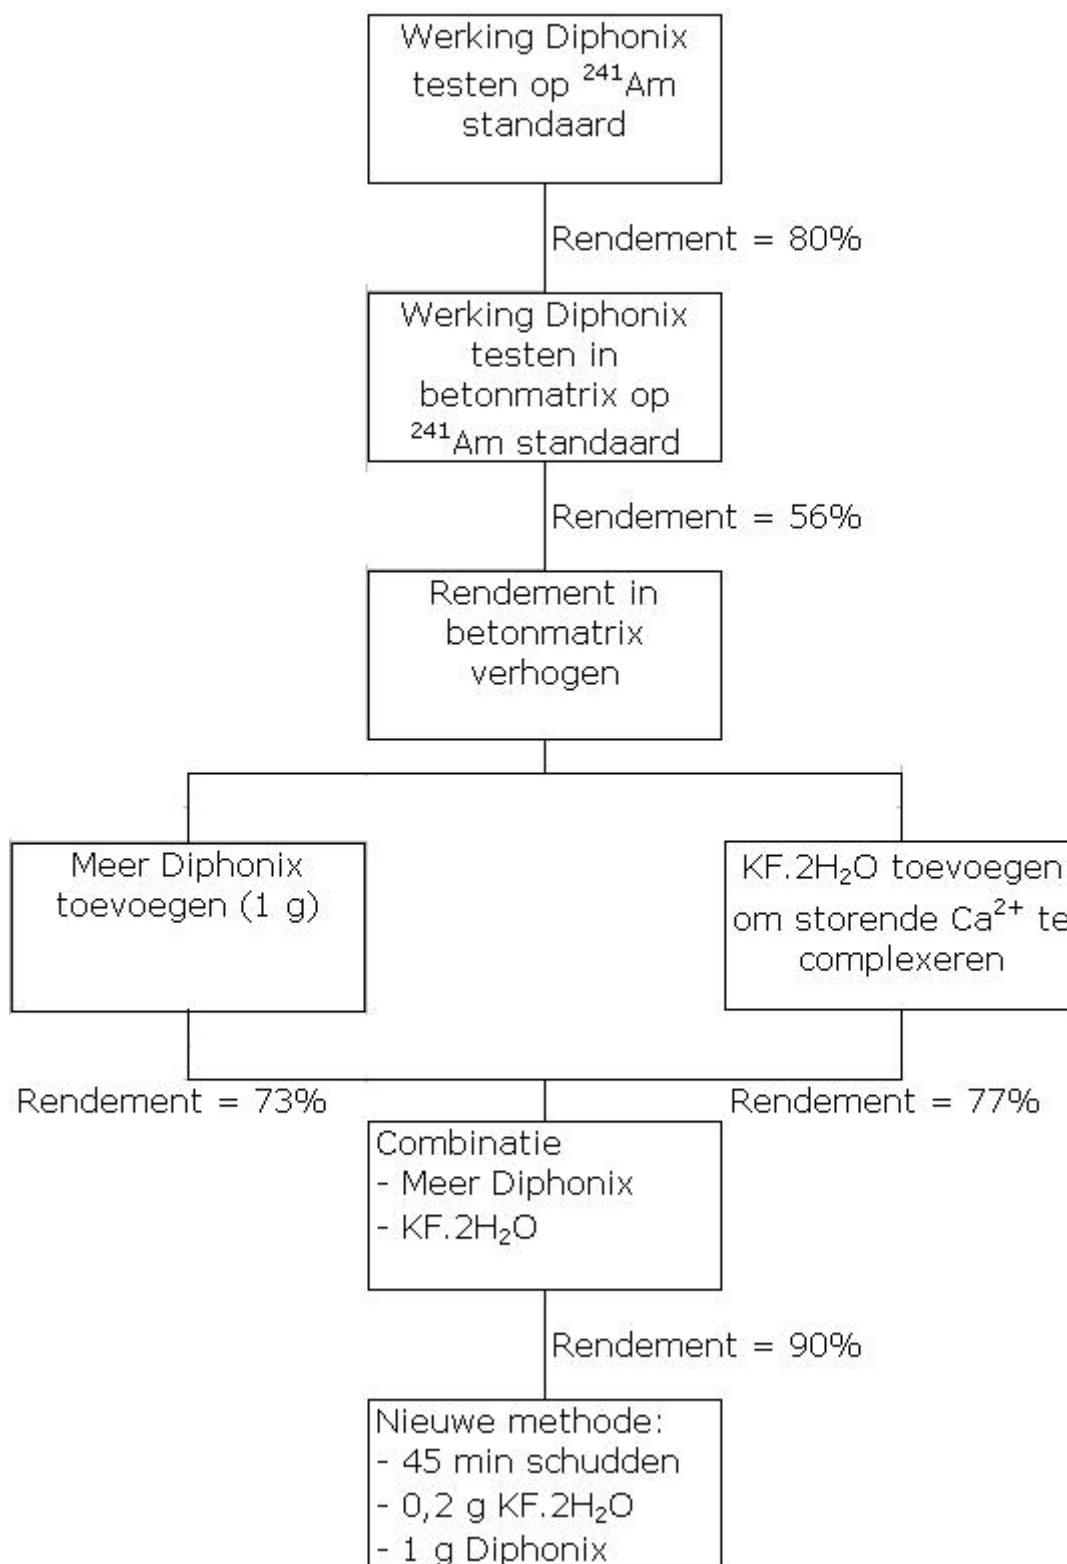 Werking Diphonix
testen op ²⁴¹Am
standaard
Rendement = 80%
Werking Diphonix
testen in
betonmatrix op
²⁴¹Am standaard
Rendement = 56%
Rendement in
betonmatrix
verhogen
Meer Diphonix
toevoegen (1 g)
KF.2H₂O toevoegen
om storende Ca²⁺ te
complexeren
Rendement = 73%
Rendement = 77%
Combinatie
- Meer Diphonix
- KF.2H₂O
Rendement = 90%
Nieuwe methode:
- 45 min schudden
- 0,2 g KF.2H₂O
- 1 g Diphonix